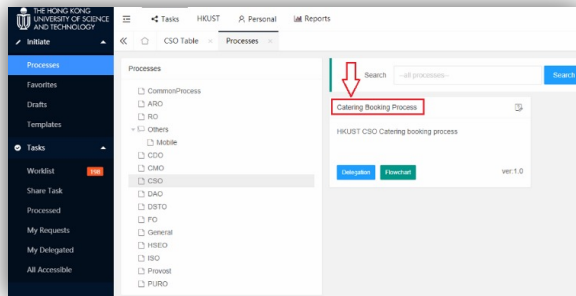 THE HONG KONG
UNIVERSITY OF SCIENCE
AND TECHNOLOGY
Tasks HKUST Personal Reports
Initiate
CSO Table × Processes ×
Processes
Favorites
Drafts
Templates
Tasks
Worklist
Share Task
Processed
My Requests
My Delegated
All Accessible
Processes
CommonProcess
ARO
RO
Others
Mobile
CDO
CMO
CSO
DAO
DSTO
FO
General
HSEO
ISO
Provost
PURO
Search --all processes-- Search
Catering Booking Process
HKUST CSO Catering booking process
Delegation Flowchart ver:1.0